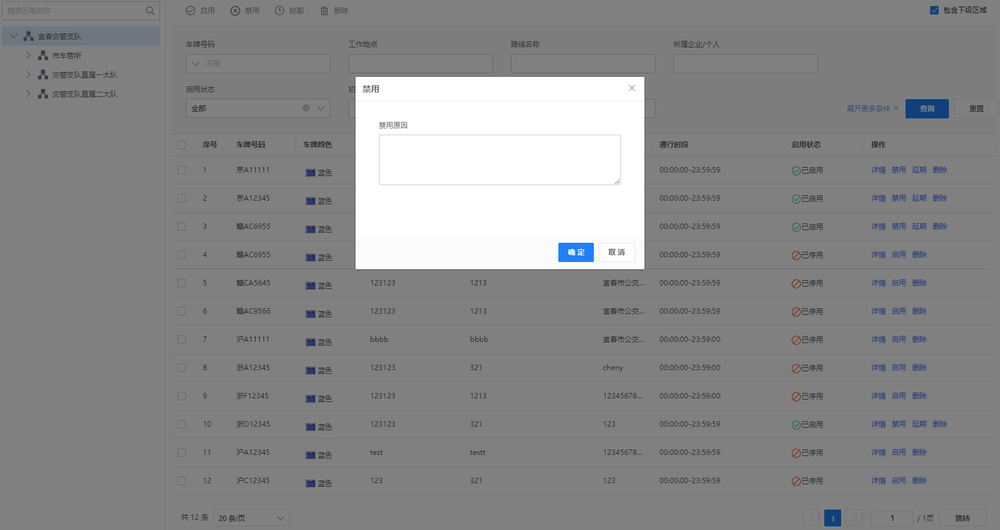 搜索区域名称
启用 禁用 延期 删除
包含下级区域
宜春交警支队
市车管所
交警支队直属一大队
交警支队直属二大队
车牌号码 工作地点 路线名称 所属企业/个人
不限
启用状态 初
全部
展开更多条件 查询 重置
禁用
禁用原因
确 定 取 消
序号 车牌号码 车牌颜色 通行时段 启用状态 操作
1 京A11111 蓝色 00:00:00-23:59:59 已启用 详情 禁用 延期 删除
2 京A12345 蓝色 00:00:00-23:59:59 已启用 详情 禁用 延期 删除
3 赣AC6955 蓝色 00:00:00-23:59:59 已启用 详情 禁用 延期 删除
4 赣AC6955 蓝色 00:00:00-23:59:59 已停用 详情 启用 删除
5 赣CA5645 蓝色 123123 1213 宜春市公交... 00:00:00-23:59:59 已停用 详情 启用 删除
6 赣AC9566 蓝色 123123 1213 宜春市公交... 00:00:00-23:59:59 已停用 详情 启用 删除
7 沪A11111 蓝色 bbbb bbbb 宜春市公交... 00:00:00-23:59:00 已停用 详情 启用 删除
8 浙A12345 蓝色 123123 321 cheny 00:00:00-23:59:00 已停用 详情 启用 删除
9 浙F12345 蓝色 123123 1213 12345678... 00:00:00-23:59:00 已停用 详情 启用 删除
10 浙D12345 蓝色 123123 321 123 00:00:00-23:59:59 已启用 详情 禁用 延期 删除
11 沪A12345 蓝色 test testt 12345678... 00:00:00-23:59:59 已停用 详情 启用 删除
12 沪C12345 蓝色 123 321 123 00:00:00-23:59:59 已停用 详情 启用 删除
共 12 条 20 条/页 1 1 / 1页 跳转